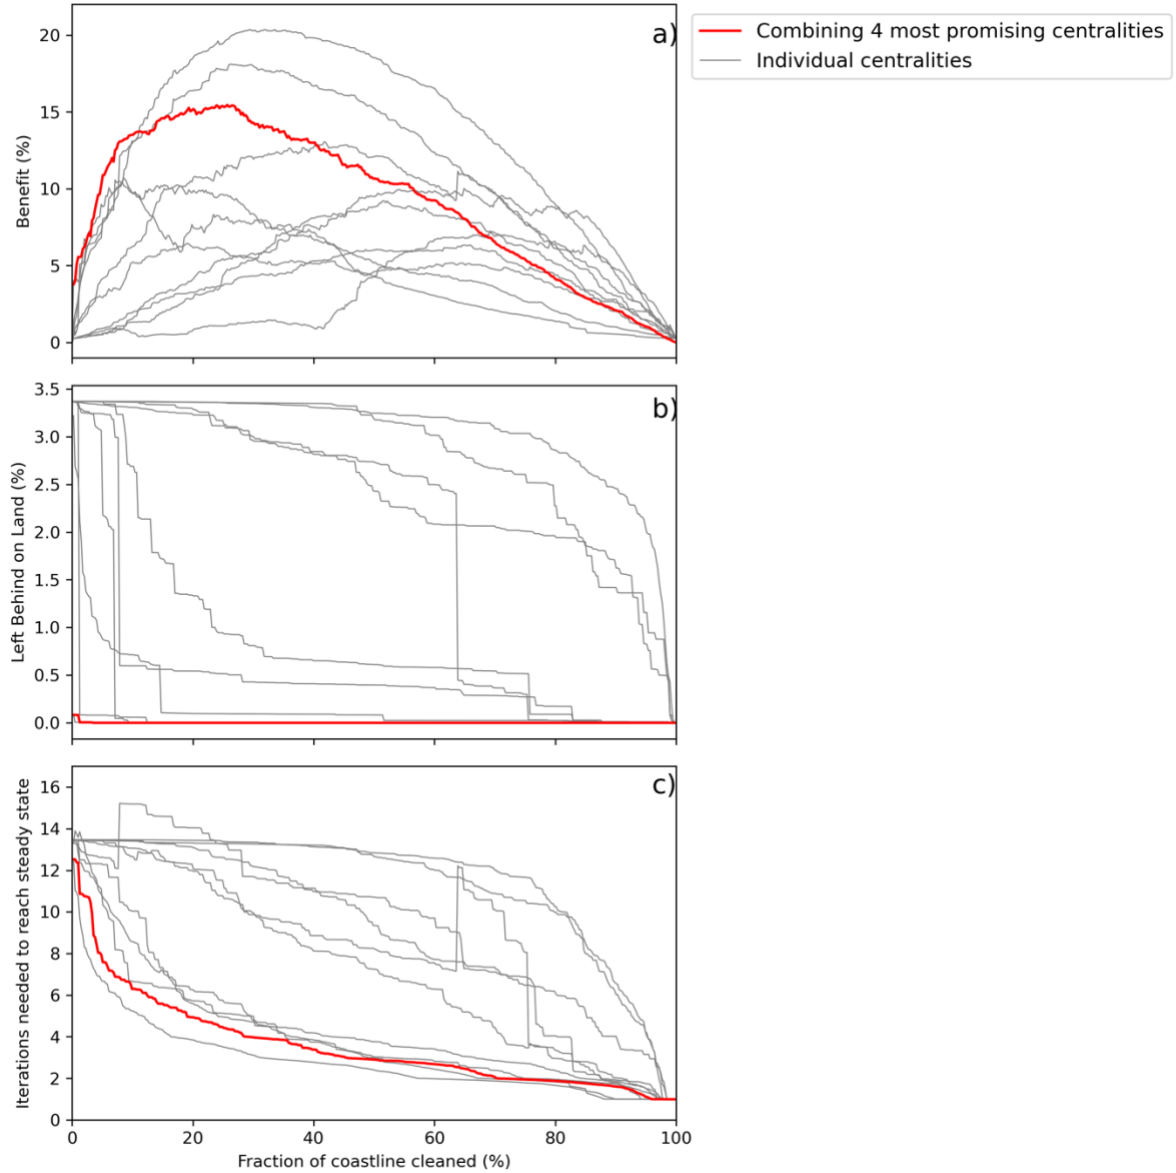 a)
Combining 4 most promising centralities
Individual centralities
Benefit (%)
20
15
10
5
0
b)
Left Behind on Land (%)
3.5
3.0
2.5
2.0
1.5
1.0
0.5
0.0
c)
Iterations needed to reach steady state
16
14
12
10
8
6
4
2
0
0 20 40 60 80 100
Fraction of coastline cleaned (%)